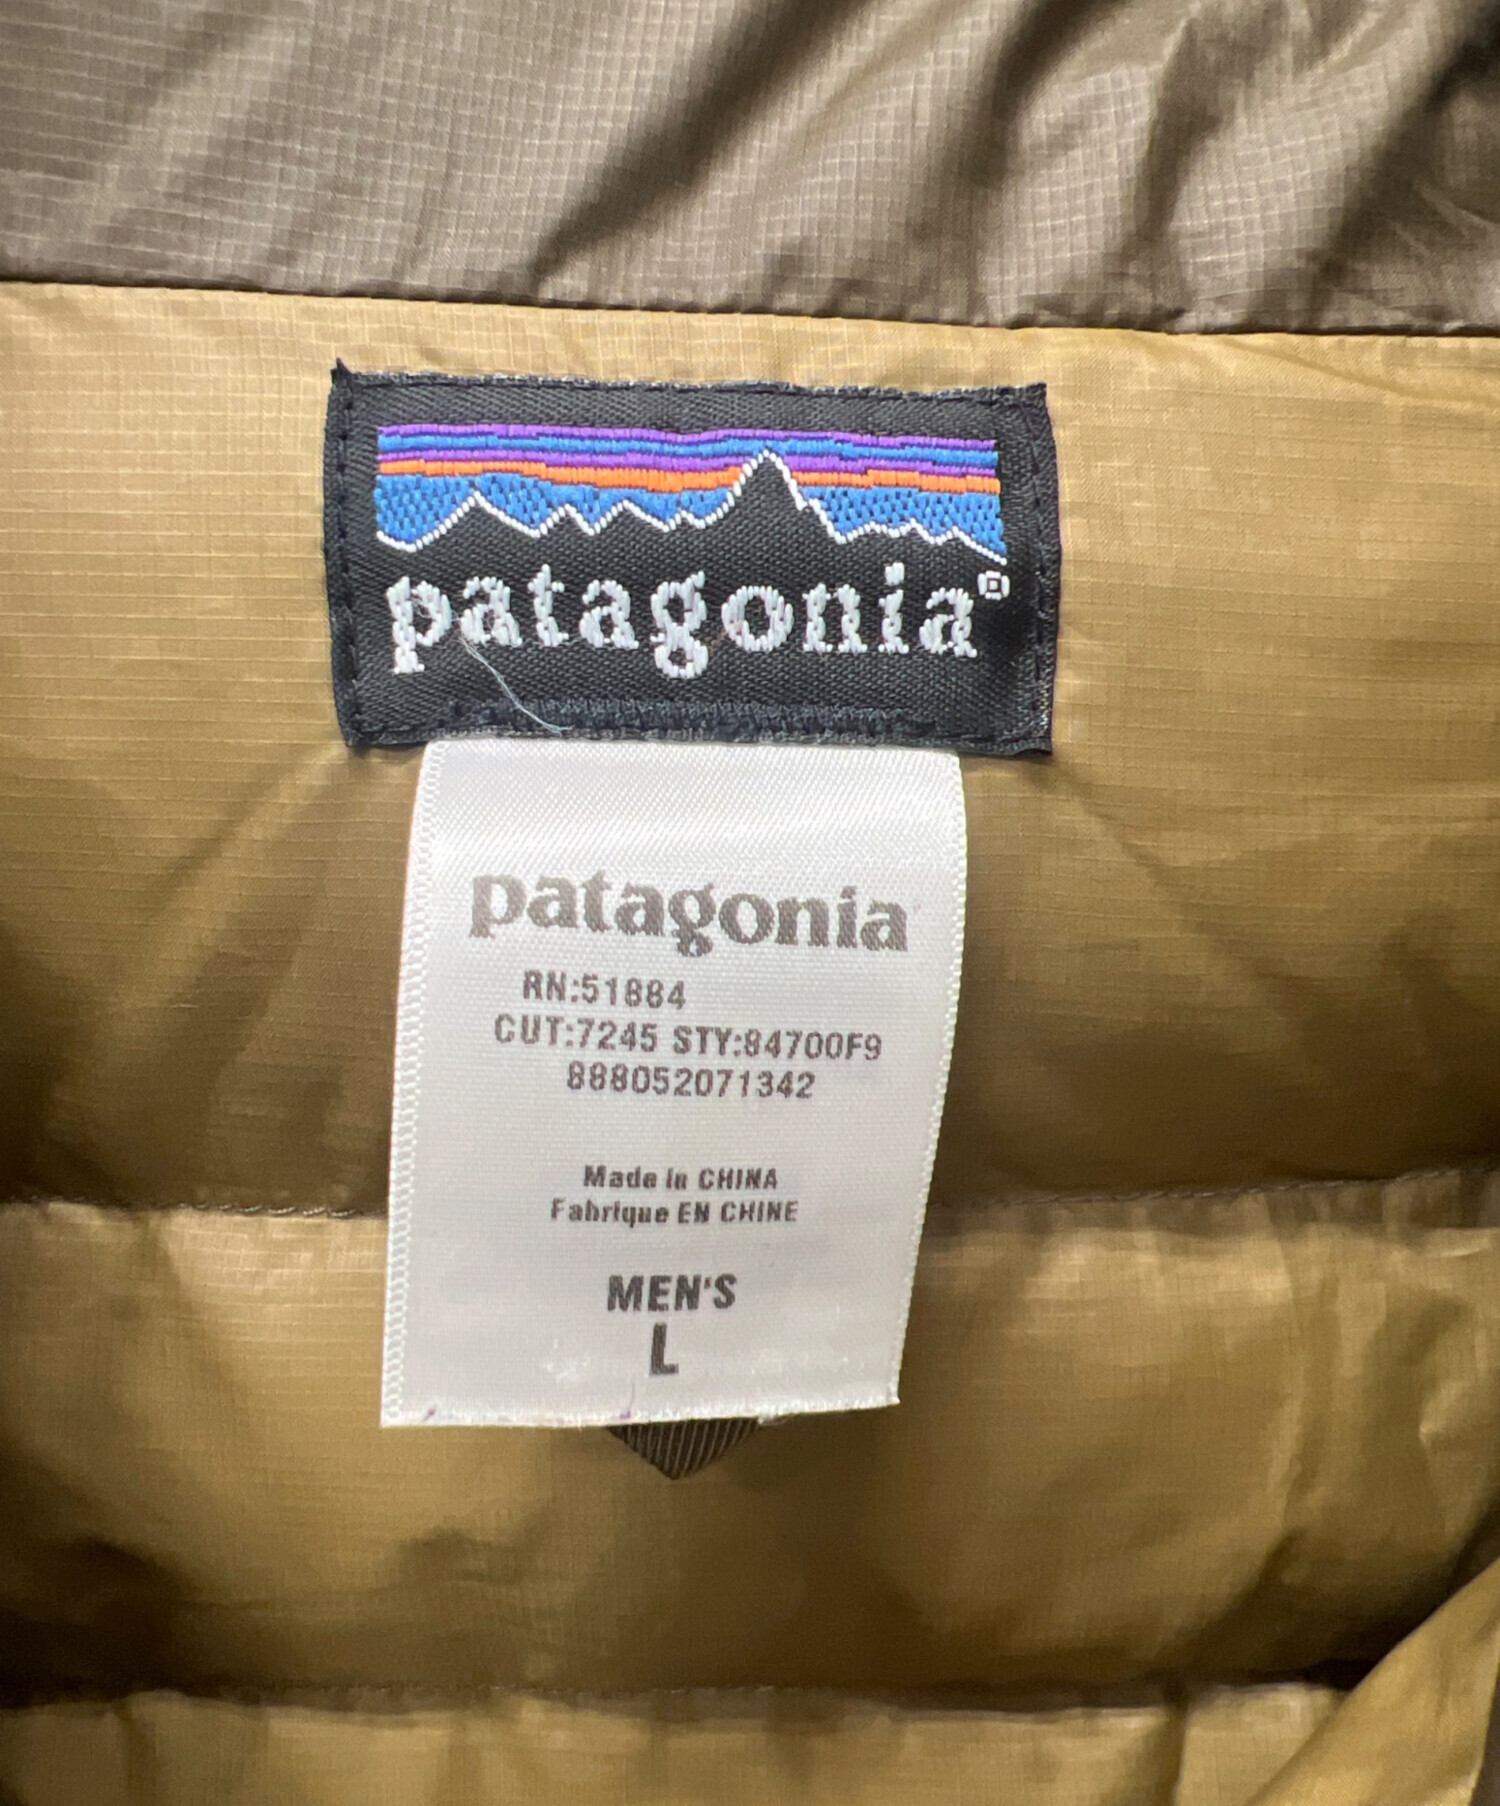 patagonia®
patagonia
RN:51884
CUT:7245 STY:84700F9
888052071342
Made in CHINA
Fabrique EN CHINE
MEN'S
L